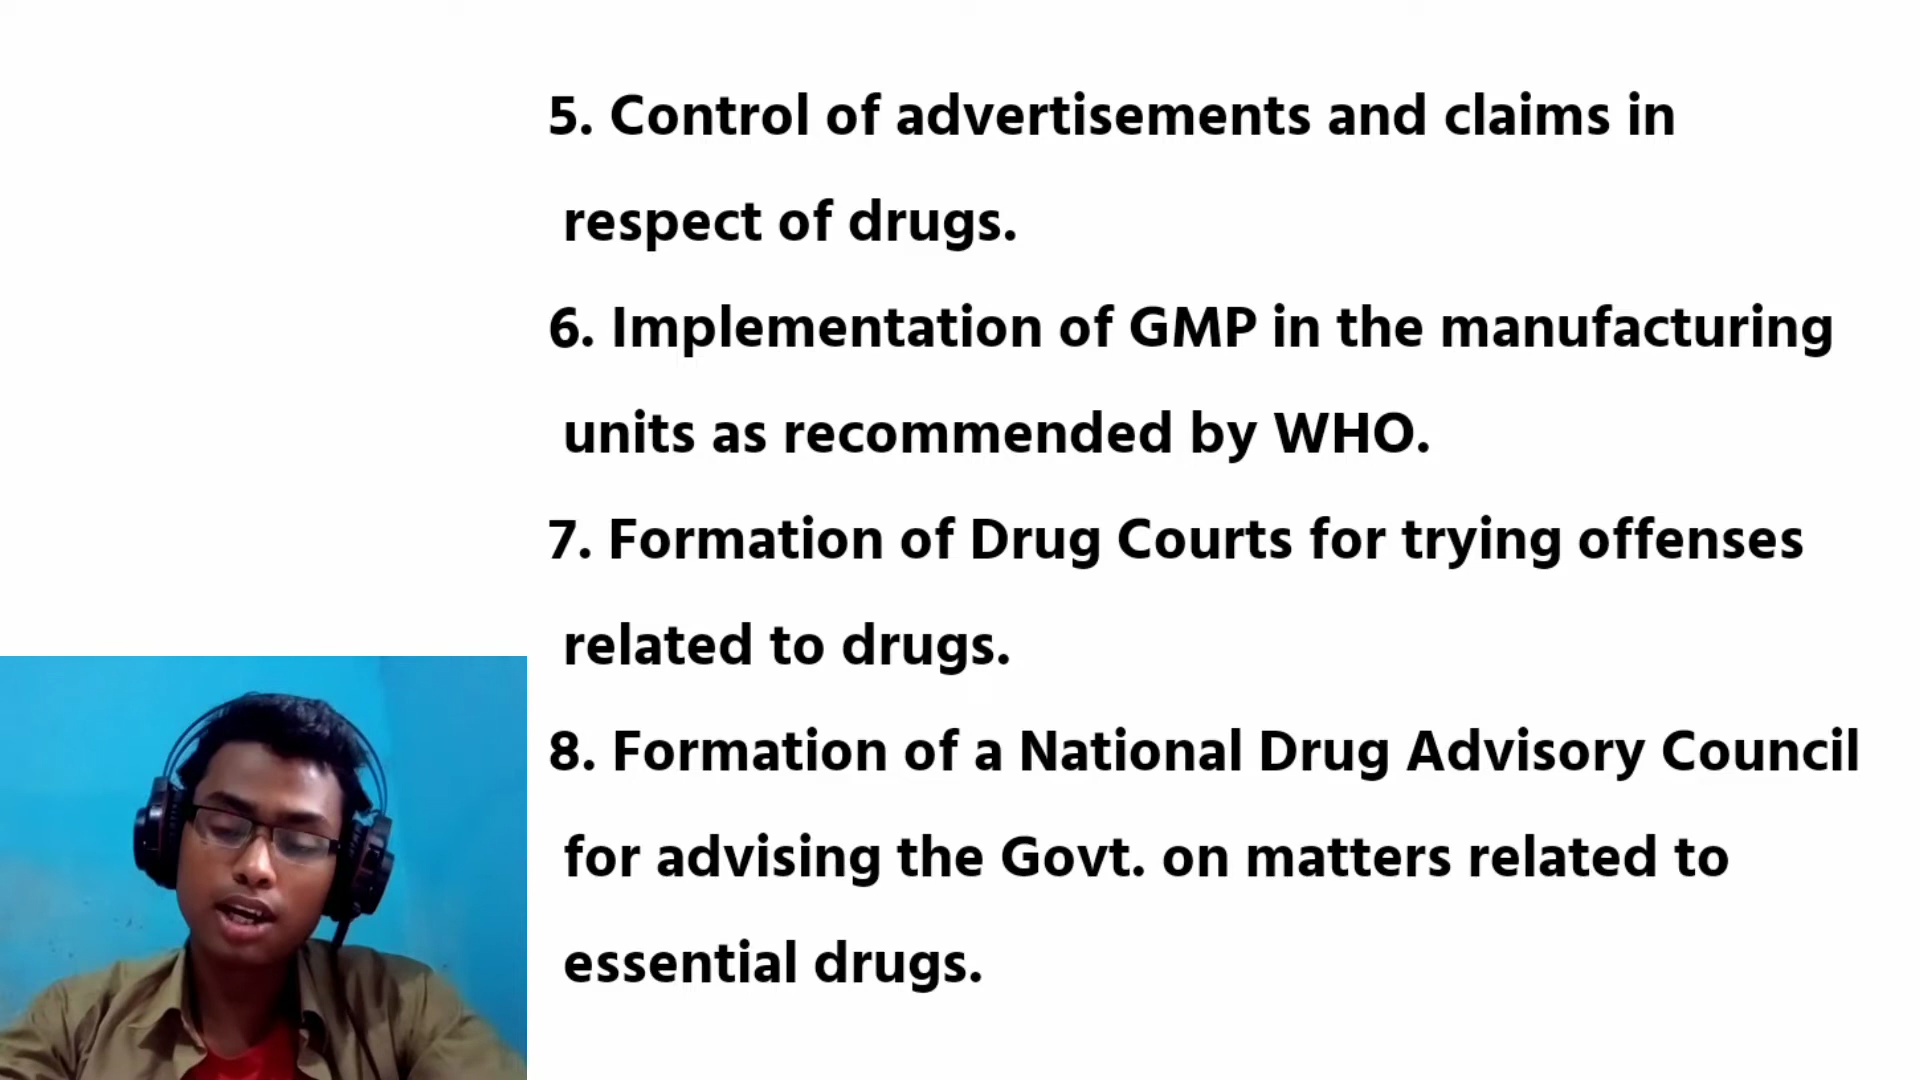 5. Control of advertisements and claims in
respect of drugs.
6. Implementation of GMP in the manufacturing
units as recommended by WHO.
7. Formation of Drug Courts for trying offenses
related to drugs.
8. Formation of a National Drug Advisory Council
for advising the Govt. on matters related to
essential drugs.